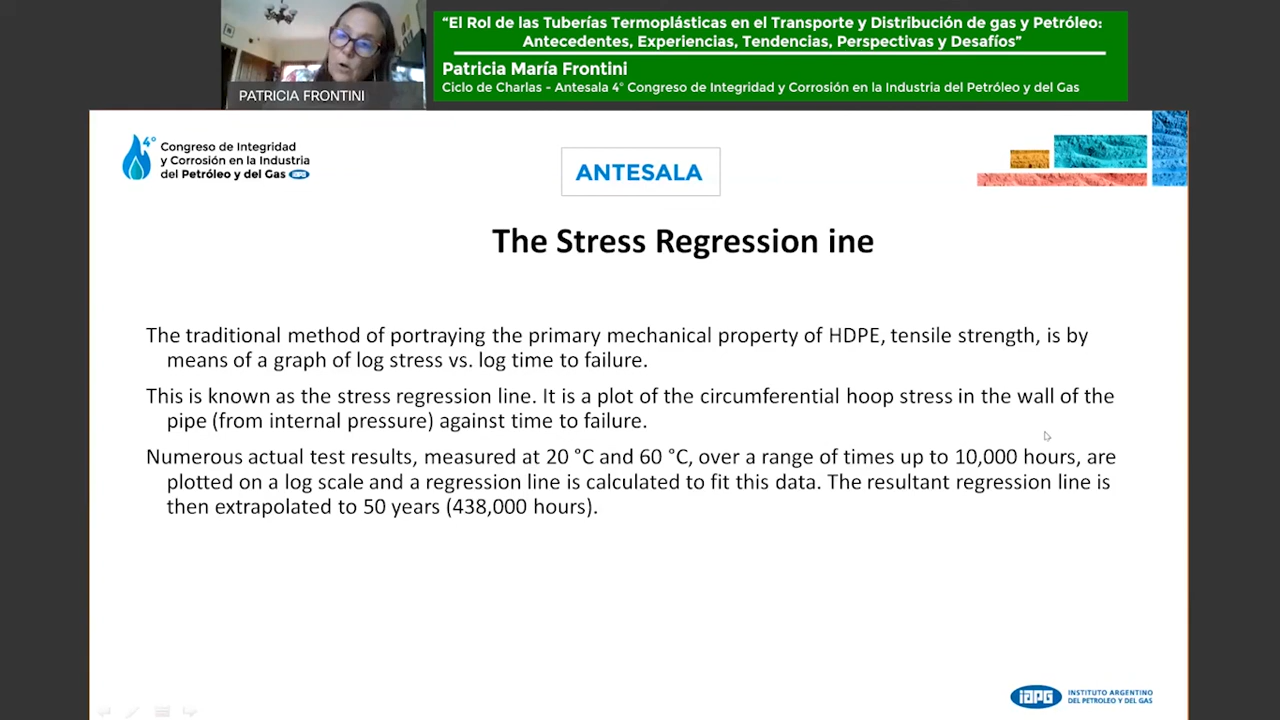 “El Rol de las Tuberías Termoplásticas en el Transporte y Distribución de gas y Petróleo:
Antecedentes, Experiencias, Tendencias, Perspectivas y Desafíos”
Patricia María Frontini
Ciclo de Charlas - Antesala 4° Congreso de Integridad y Corrosión en la Industria del Petróleo y del Gas
PATRICIA FRONTINI
4°
Congreso de Integridad
y Corrosión en la Industria
del Petróleo y del Gas iapg
ANTESALA
The Stress Regression ine
The traditional method of portraying the primary mechanical property of HDPE, tensile strength, is by
means of a graph of log stress vs. log time to failure.
This is known as the stress regression line. It is a plot of the circumferential hoop stress in the wall of the
pipe (from internal pressure) against time to failure.
Numerous actual test results, measured at 20 °C and 60 °C, over a range of times up to 10,000 hours, are
plotted on a log scale and a regression line is calculated to fit this data. The resultant regression line is
then extrapolated to 50 years (438,000 hours).
iapg
INSTITUTO ARGENTINO
DEL PETROLEO Y DEL GAS